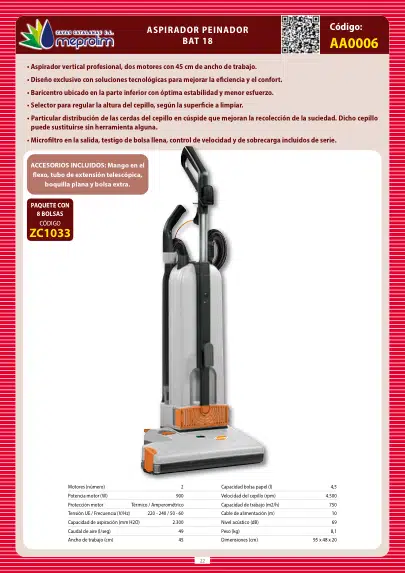 CAYAS CATALANAS S.L.
meprolim
ASPIRADOR PEINADOR
BAT 18
Código:
AA0006
• Aspirador vertical profesional, dos motores con 45 cm de ancho de trabajo.
• Diseño exclusivo con soluciones tecnológicas para mejorar la eficiencia y el confort.
• Baricentro ubicado en la parte inferior con óptima estabilidad y menor esfuerzo.
• Selector para regular la altura del cepillo, según la superficie a limpiar.
• Particular distribución de las cerdas del cepillo en cúspide que mejoran la recolección de la suciedad. Dicho cepillo
puede sustituirse sin herramienta alguna.
• Microfiltro en la salida, testigo de bolsa llena, control de velocidad y de sobrecarga incluidos de serie.
ACCESORIOS INCLUIDOS: Mango en el
flexo, tubo de extensión telescópica,
boquilla plana y bolsa extra.
PAQUETE CON
8 BOLSAS
CÓDIGO
ZC1033
Motores (número) 2
Potencia motor (W) 900
Protección motor Térmico / Amperométrico
Tensión UE / Frecuencia (V/Hz) 220 - 240 / 50 - 60
Capacidad de aspiración (mm H2O) 2.300
Caudal de aire (l/seg) 49
Ancho de trabajo (cm) 45
Capacidad bolsa papel (l) 4,5
Velocidad del cepillo (rpm) 4.500
Capacidad de trabajo (m2/h) 750
Cable de alimentación (m) 10
Nivel acústico (dB) 69
Peso (kg) 8,1
Dimensiones (cm) 95 x 48 x 20
22